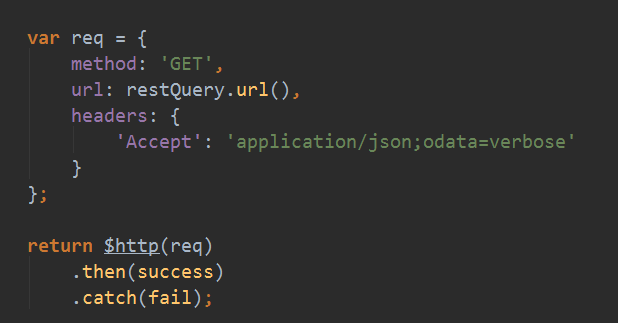 var req = {
    method: 'GET',
    url: restQuery.url(),
    headers: {
        'Accept': 'application/json;odata=verbose'
    }
};

return $http(req)
    .then(success)
    .catch(fail);